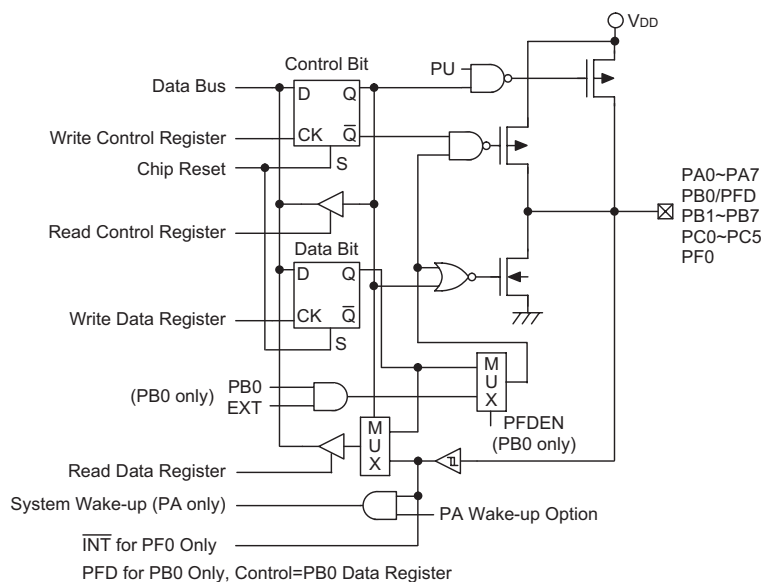 VDD
Control Bit
PU
Data Bus
D Q
Write Control Register
CK Q̅
Chip Reset
S
PA0~PA7
PB0/PFD
PB1~PB7
PC0~PC5
PF0
Read Control Register
Data Bit
D Q
Write Data Register
CK Q̅
S
M
U
X
(PB0 only)
PB0
EXT
PFDEN
(PB0 only)
M
U
X
Read Data Register
System Wake-up (PA only)
PA Wake-up Option
I̅N̅T̅ for PF0 Only
PFD for PB0 Only, Control=PB0 Data Register